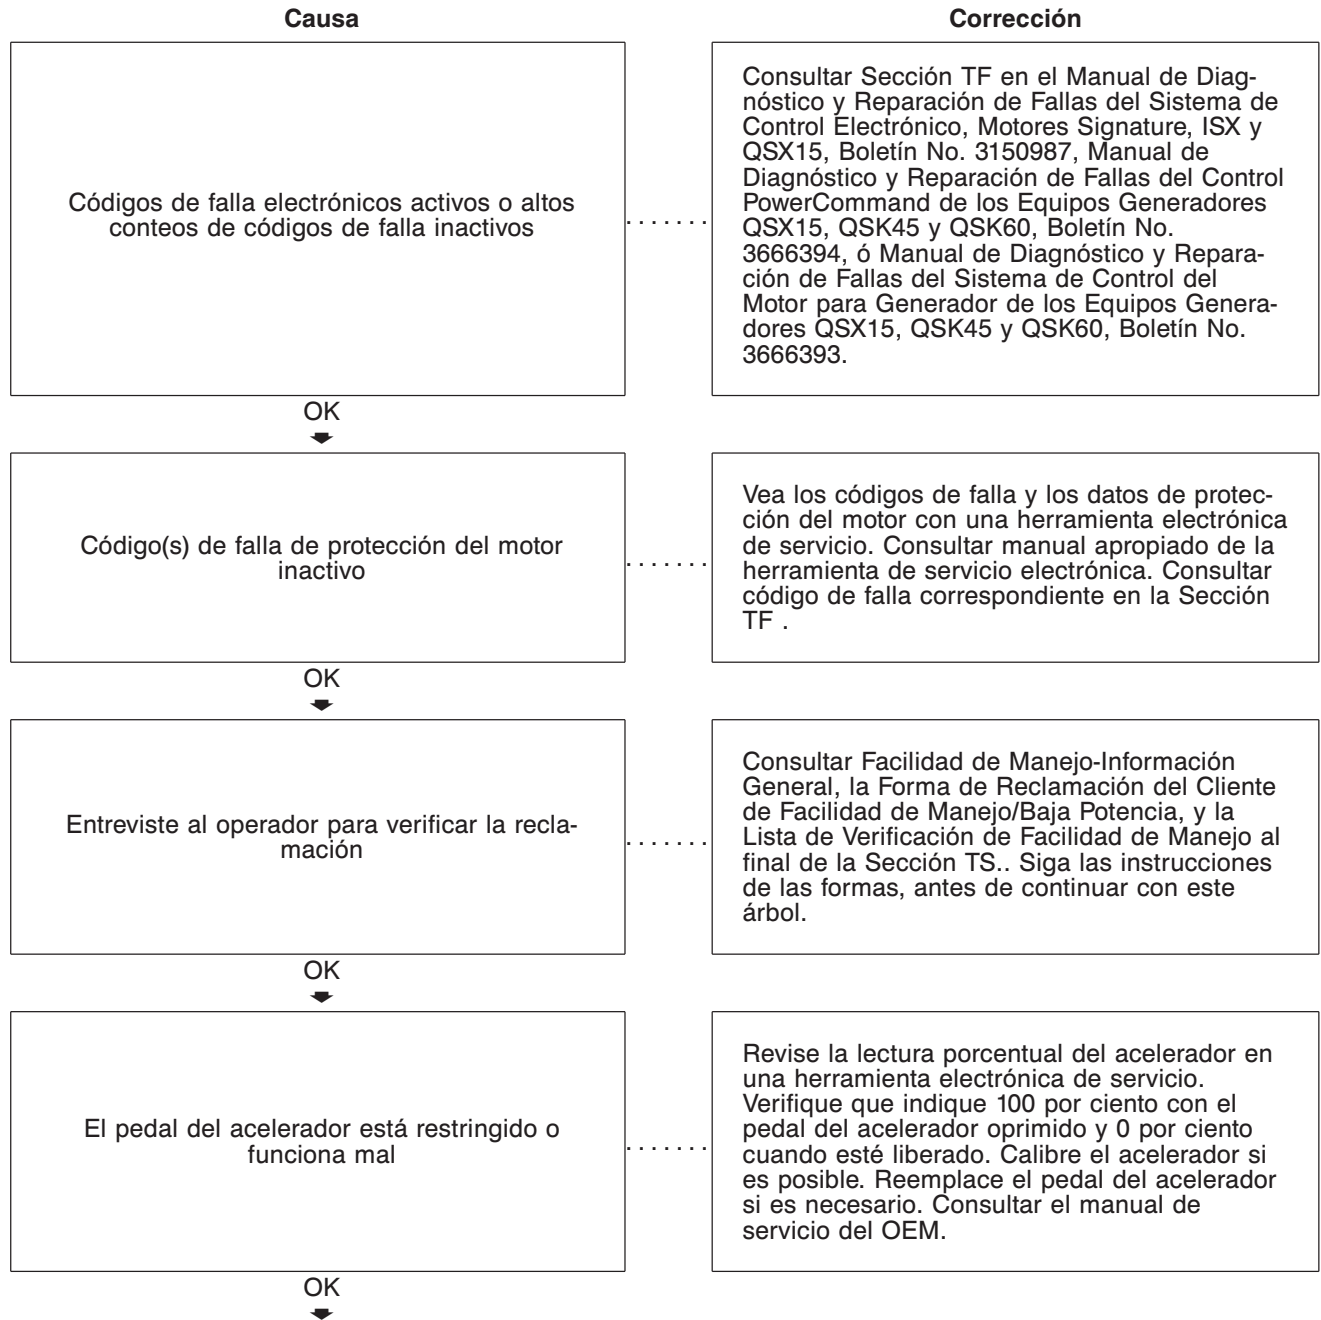 Causa
Corrección
Códigos de falla electrónicos activos o altos
conteos de códigos de falla inactivos
. . . . . . .
Consultar Sección TF en el Manual de Diag-
nóstico y Reparación de Fallas del Sistema de
Control Electrónico, Motores Signature, ISX y
QSX15, Boletín No. 3150987, Manual de
Diagnóstico y Reparación de Fallas del Control
PowerCommand de los Equipos Generadores
QSX15, QSK45 y QSK60, Boletín No.
3666394, ó Manual de Diagnóstico y Repara-
ción de Fallas del Sistema de Control del
Motor para Generador de los Equipos Genera-
dores QSX15, QSK45 y QSK60, Boletín No.
3666393.
OK
Código(s) de falla de protección del motor
inactivo
. . . . . . .
Vea los códigos de falla y los datos de protec-
ción del motor con una herramienta electrónica
de servicio. Consultar manual apropiado de la
herramienta de servicio electrónica. Consultar
código de falla correspondiente en la Sección
TF .
OK
Entreviste al operador para verificar la recla-
mación
. . . . . . .
Consultar Facilidad de Manejo-Información
General, la Forma de Reclamación del Cliente
de Facilidad de Manejo/Baja Potencia, y la
Lista de Verificación de Facilidad de Manejo al
final de la Sección TS.. Siga las instrucciones
de las formas, antes de continuar con este
árbol.
OK
El pedal del acelerador está restringido o
funciona mal
. . . . . . .
Revise la lectura porcentual del acelerador en
una herramienta electrónica de servicio.
Verifique que indique 100 por ciento con el
pedal del acelerador oprimido y 0 por ciento
cuando esté liberado. Calibre el acelerador si
es posible. Reemplace el pedal del acelerador
si es necesario. Consultar el manual de
servicio del OEM.
OK